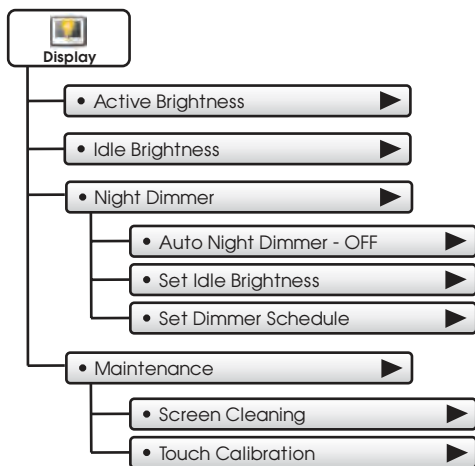 Display
• Active Brightness
• Idle Brightness
• Night Dimmer
• Auto Night Dimmer - OFF
• Set Idle Brightness
• Set Dimmer Schedule
• Maintenance
• Screen Cleaning
• Touch Calibration